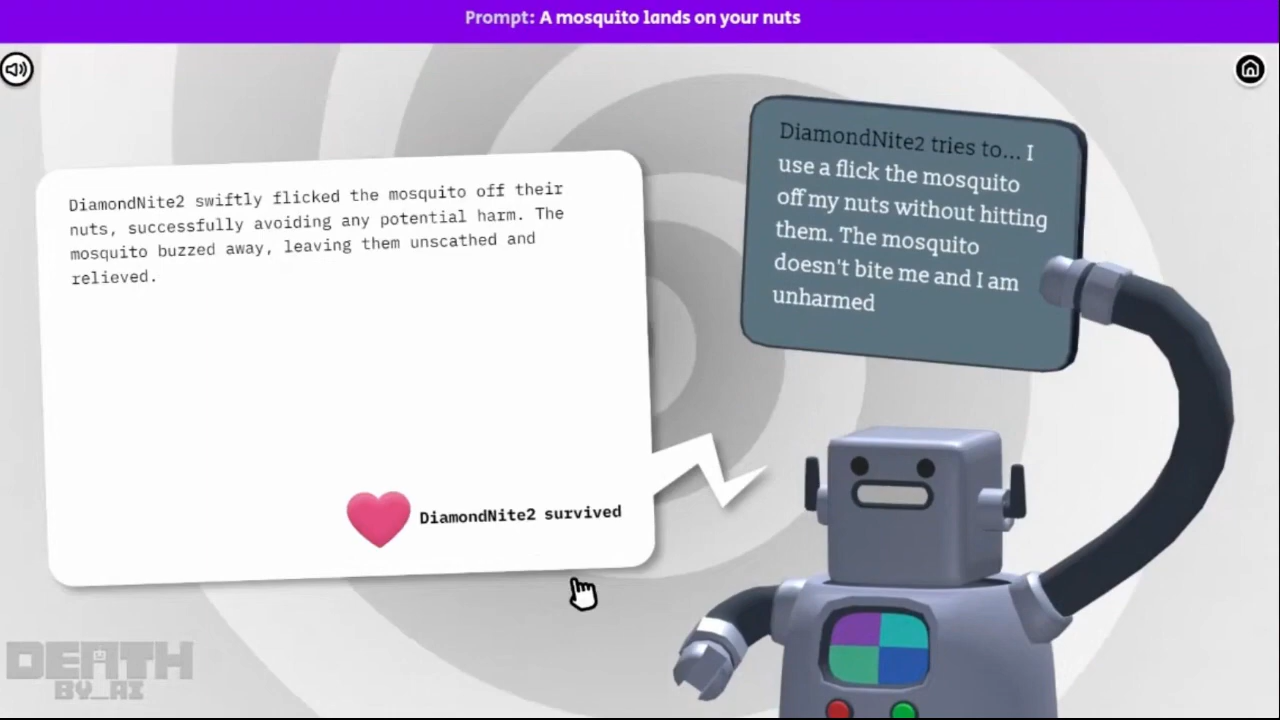 Prompt: A mosquito lands on your nuts
DiamondNite2 swiftly flicked the mosquito off their
nuts, successfully avoiding any potential harm. The
mosquito buzzed away, leaving them unscathed and
relieved.
DiamondNite2 survived
DiamondNite2 tries to... I
use a flick the mosquito
off my nuts without hitting
them. The mosquito
doesn't bite me and I am
unharmed
DEATH
BY_AI